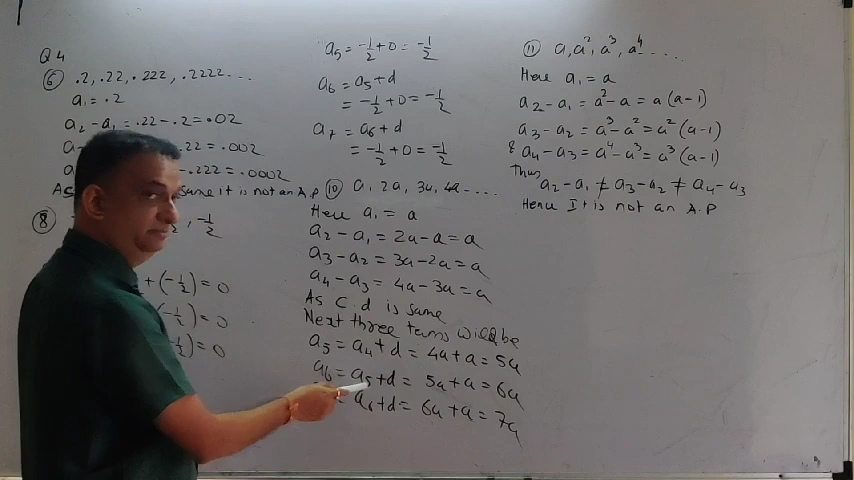 Q 4
(6) .2, .22, .222, .2222....
a₁ = .2
a₂ - a₁ = .22 - .2 = .02
.22 = .002
- .222 = .0002
As same it is not an A.P
(8) , -1/2
+ (-1/2) = 0
(-1/2) = 0
= 0
a₅ = -1/2 + 0 = -1/2
a₆ = a₅ + d
= -1/2 + 0 = -1/2
a₇ = a₆ + d
= -1/2 + 0 = -1/2
(10) a, 2a, 3a, 4a.....
Here a₁ = a
a₂ - a₁ = 2a - a = a
a₃ - a₂ = 3a - 2a = a
a₄ - a₃ = 4a - 3a = a
As C.d is same
Next three terms will be
a₅ = a₄ + d = 4a + a = 5a
a₆ = a₅ + d = 5a + a = 6a
= a₆ + d = 6a + a = 7a
(11) a, a², a³, a⁴....
Here a₁ = a
a₂ - a₁ = a² - a = a(a-1)
a₃ - a₂ = a³ - a² = a²(a-1)
& a₄ - a₃ = a⁴ - a³ = a³(a-1)
Thus
a₂ - a₁ ≠ a₃ - a₂ ≠ a₄ - a₃
Hence It is not an A.P